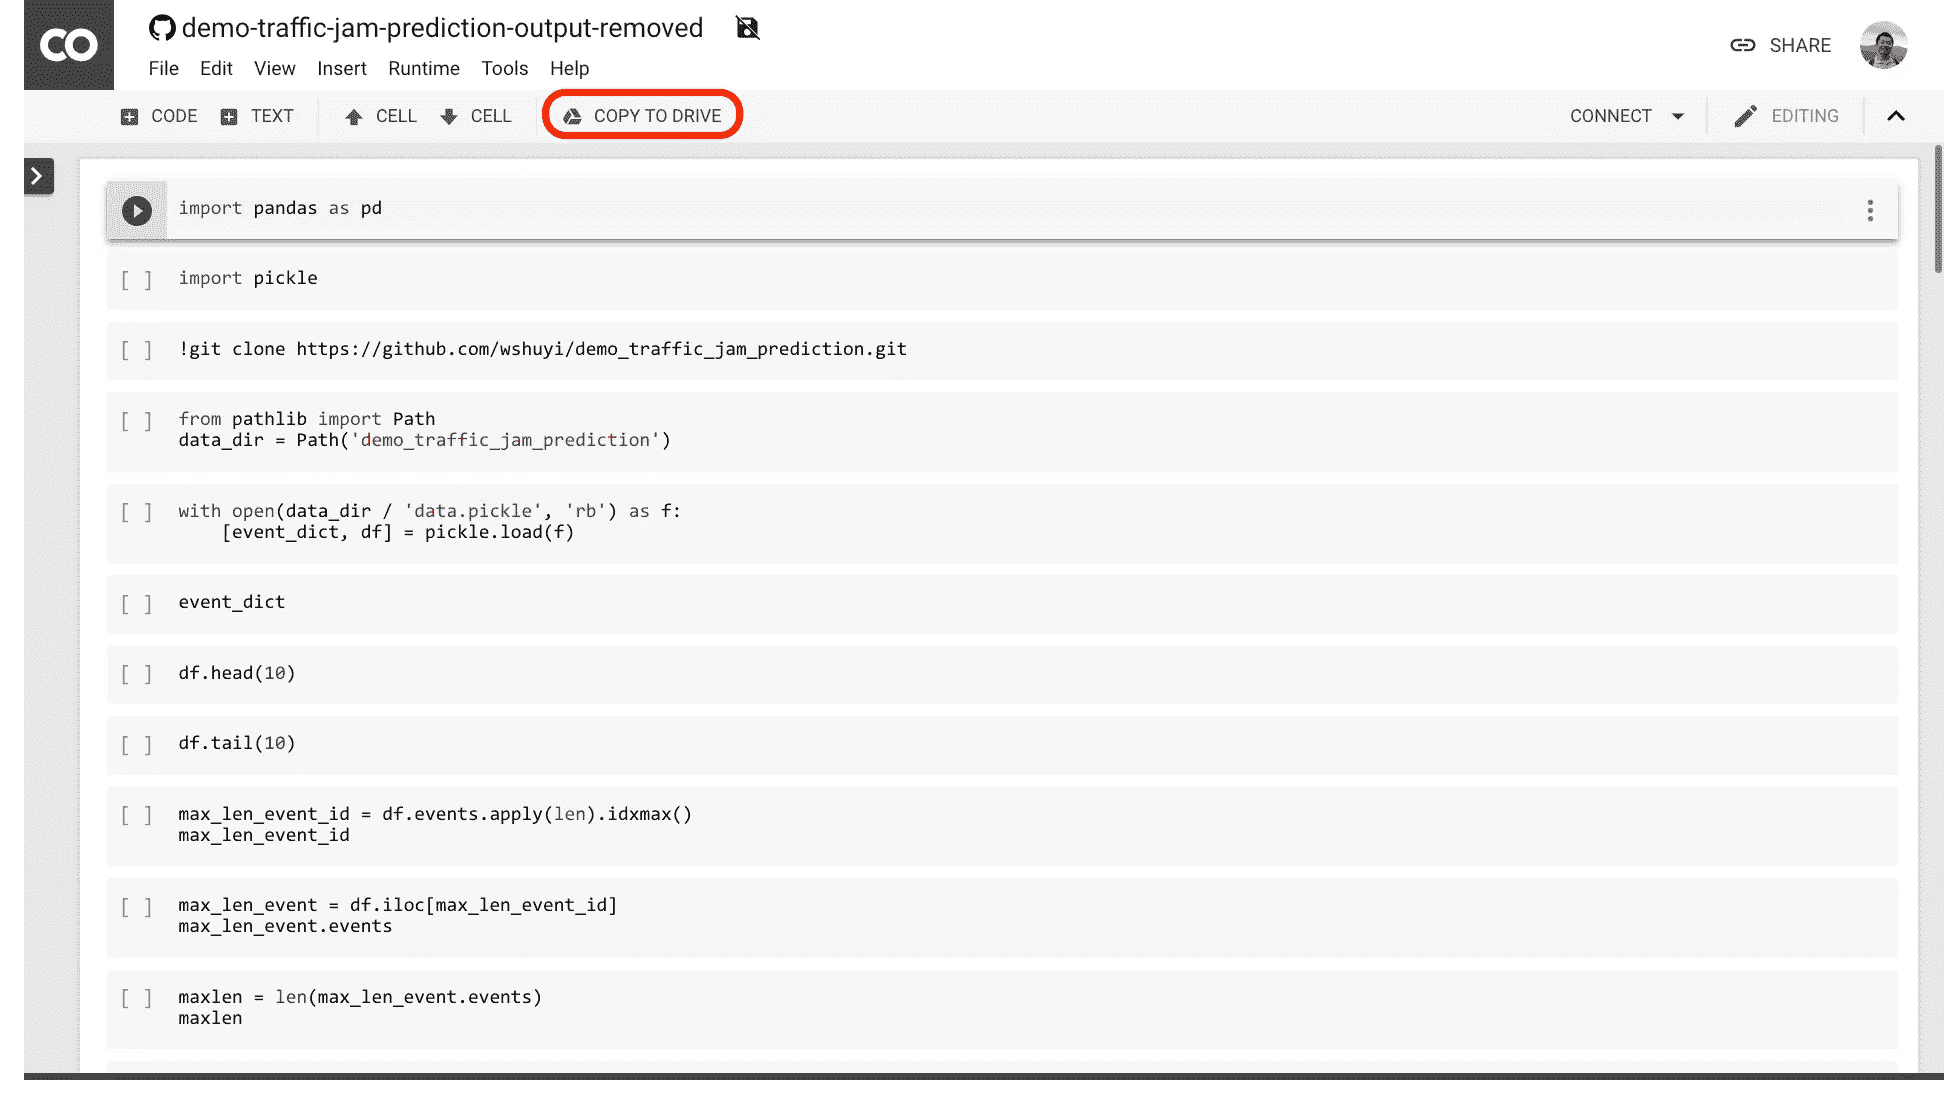 CO
demo-traffic-jam-prediction-output-removed
SHARE
File Edit View Insert Runtime Tools Help
CODE TEXT CELL CELL COPY TO DRIVE CONNECT EDITING
import pandas as pd
[ ] import pickle
[ ] !git clone https://github.com/wshuyi/demo_traffic_jam_prediction.git
[ ] from pathlib import Path
data_dir = Path('demo_traffic_jam_prediction')
[ ] with open(data_dir / 'data.pickle', 'rb') as f:
    [event_dict, df] = pickle.load(f)
[ ] event_dict
[ ] df.head(10)
[ ] df.tail(10)
[ ] max_len_event_id = df.events.apply(len).idxmax()
max_len_event_id
[ ] max_len_event = df.iloc[max_len_event_id]
max_len_event.events
[ ] maxlen = len(max_len_event.events)
maxlen